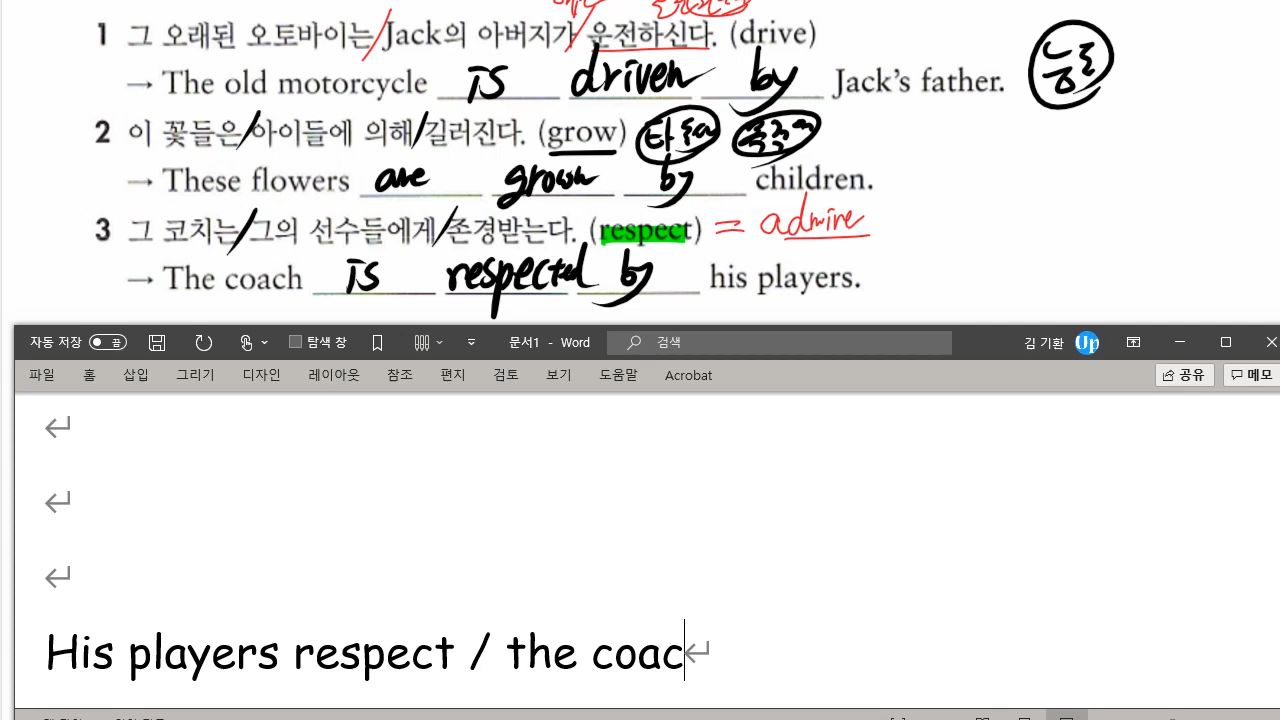 1 그 오래된 오토바이는/Jack의 아버지가/운전하신다. (drive)
→ The old motorcycle is driven by Jack's father. 능동
2 이 꽃들은/아이들에 의해/길러진다. (grow) 타동사
→ These flowers are grown by children.
3 그 코치는/그의 선수들에게/존경받는다. (respect) = admire
→ The coach is respected by his players.
자동 저장 끔 탐색 창 문서1 - Word 검색 김 기환 Up
파일 홈 삽입 그리기 디자인 레이아웃 참조 편지 검토 보기 도움말 Acrobat 공유 메모
His players respect / the coac